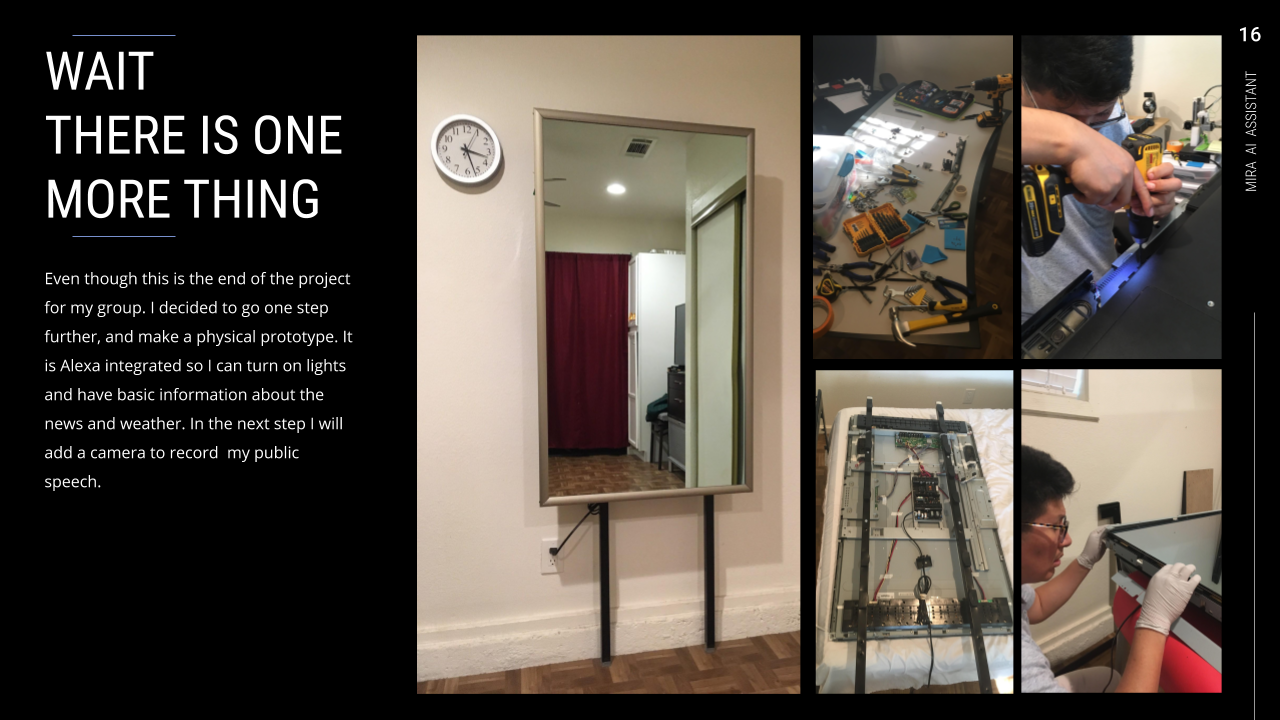 WAIT
THERE IS ONE
MORE THING
Even though this is the end of the project
for my group. I decided to go one step
further, and make a physical prototype. It
is Alexa integrated so I can turn on lights
and have basic information about the
news and weather. In the next step I will
add a camera to record  my public
speech.
16
MIRA AI ASSISTANT